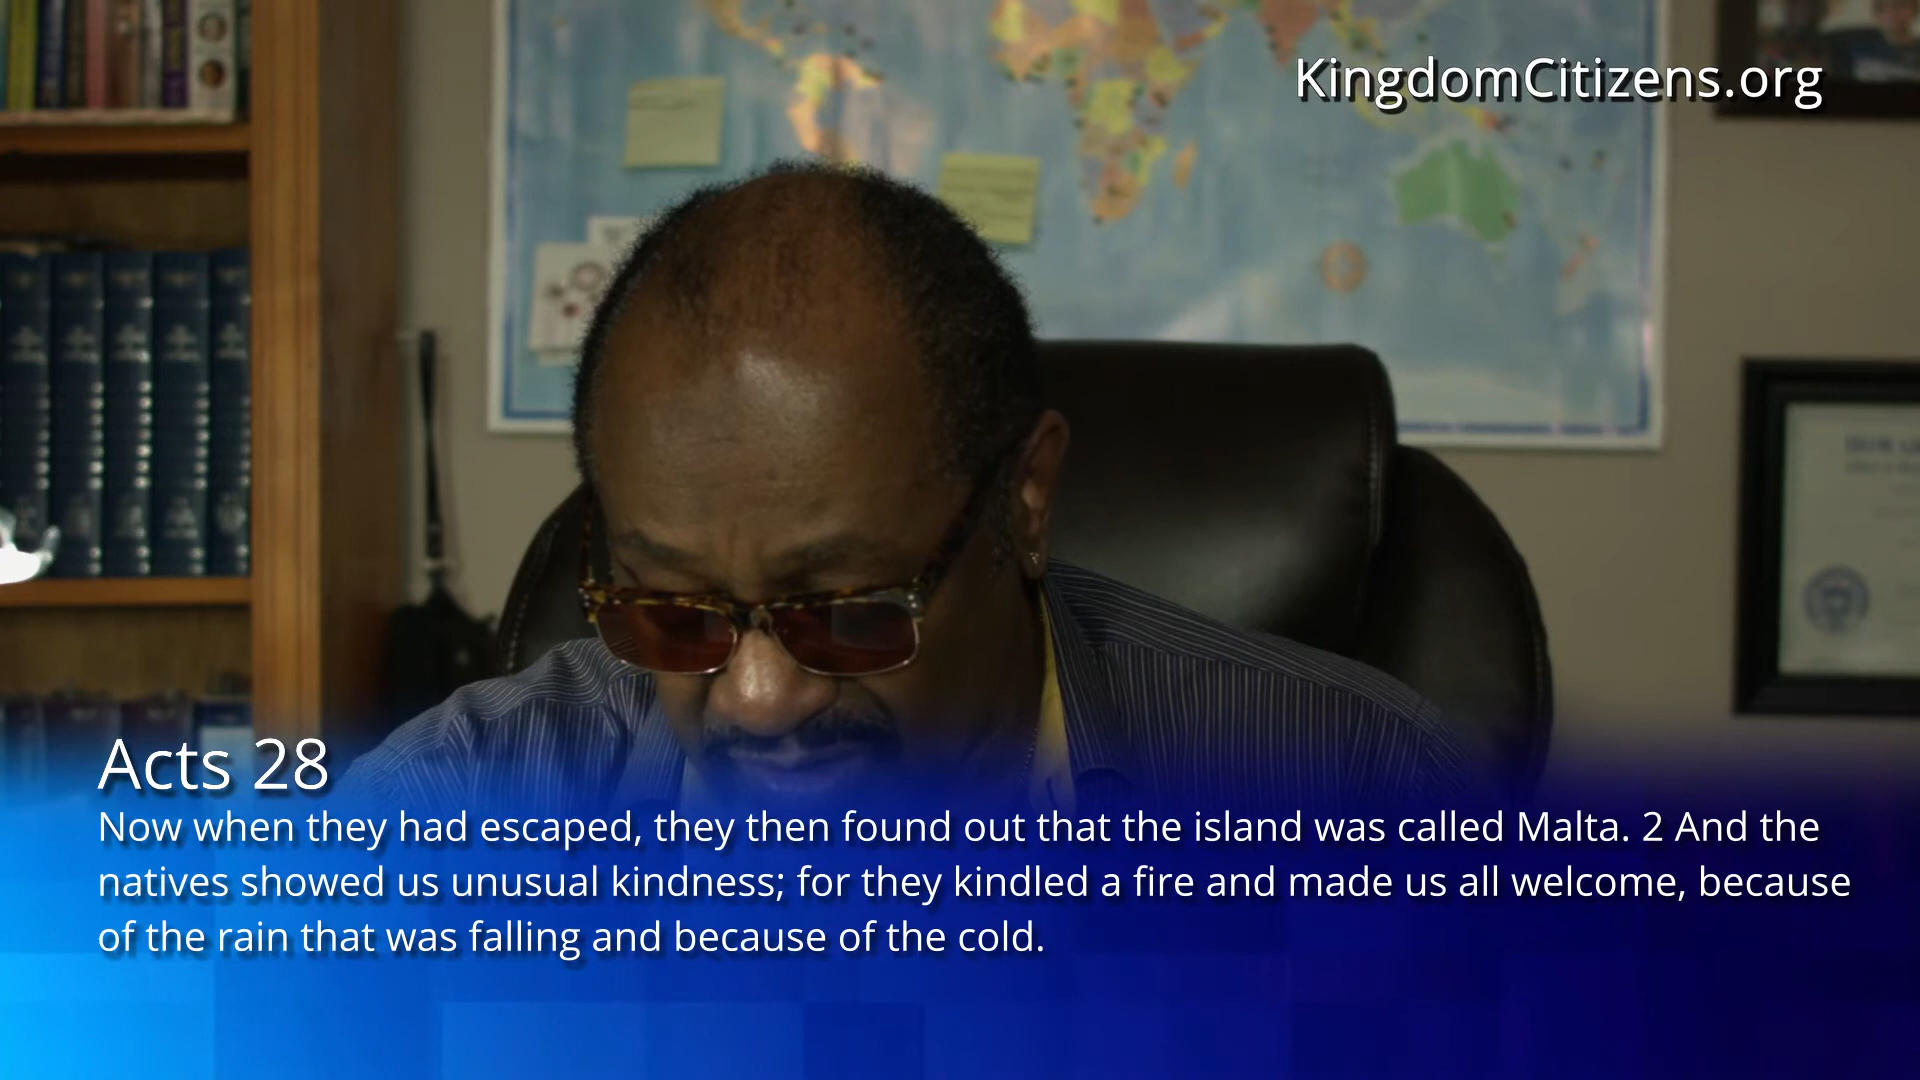 KingdomCitizens.org
Acts 28
Now when they had escaped, they then found out that the island was called Malta. 2 And the
natives showed us unusual kindness; for they kindled a fire and made us all welcome, because
of the rain that was falling and because of the cold.